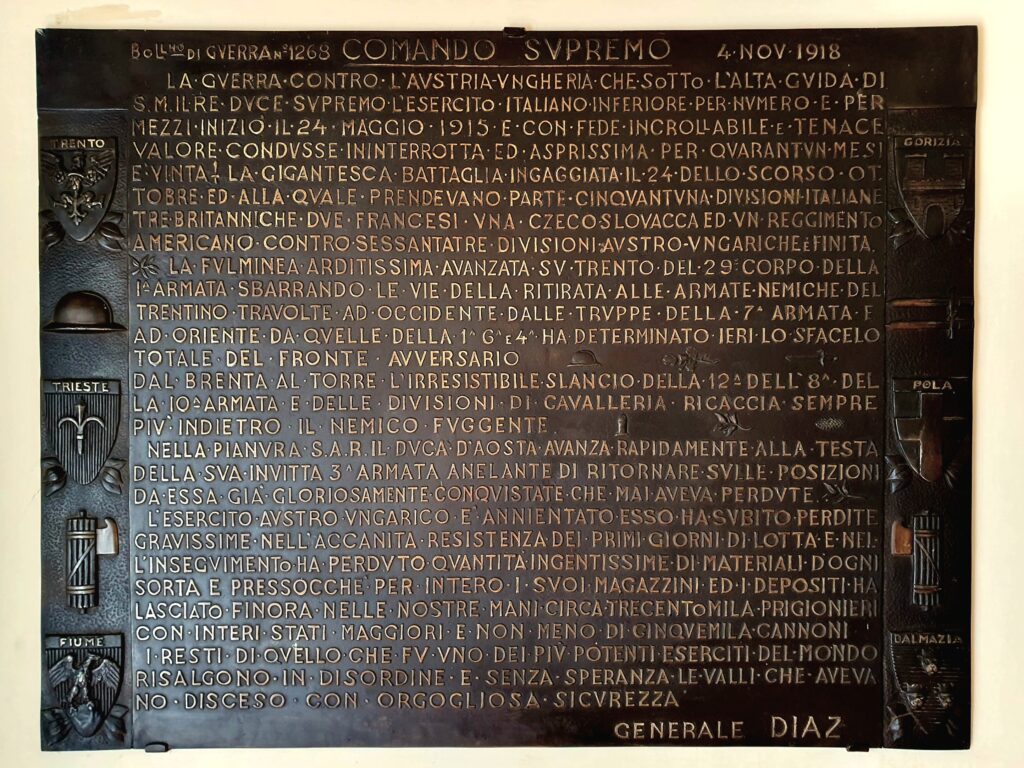 BOLLNO DI GVERRA No 1268 COMANDO SVPREMO 4·NOV·1918
LA·GVERRA·CONTRO·L'AVSTRIA·VNGHERIA·CHE·SOTTO·L'ALTA·GVIDA·DI
S.M.IL·RE·DVCE·SVPREMO·L'ESERCITO·ITALIANO·INFERIORE·PER·NVMERO·E·PER
MEZZI·INIZIÒ·IL·24·MAGGIO·1915·E·CON·FEDE·INCROLLABILE·E·TENACE
VALORE·CONDVSSE·ININTERROTTA·ED·ASPRISSIMA·PER·QVARANTVN·MESI
E'VINTA LA·GIGANTESCA·BATTAGLIA·INGAGGIATA·IL·24·DELLO·SCORSO·OT
TOBRE·ED·ALLA·QVALE·PRENDEVANO·PARTE·CINQVANTVNA·DIVISIONI·ITALIANE
TRE·BRITANNICHE·DVE·FRANCESI·VNA·CZECO·SLOVACCA·ED·VN·REGGIMENTO
AMERICANO·CONTRO·SESSANTATRE·DIVISIONI·AVSTRO·VNGARICHE·È·FINITA.
LA·FVLMINEA·ARDITISSIMA·AVANZATA·SV·TRENTO·DEL·29°·CORPO·DELLA
1ª·ARMATA·SBARRANDO·LE·VIE·DELLA·RITIRATA·ALLE·ARMATE·NEMICHE·DEL
TRENTINO·TRAVOLTE·AD·OCCIDENTE·DALLE·TRVPPE·DELLA·7ª·ARMATA·E
AD·ORIENTE·DA·QVELLE·DELLA·1ª·6ª·E·4ª·HA·DETERMINATO·IERI·LO·SFACELO
TOTALE·DEL·FRONTE·AVVERSARIO
DAL·BRENTA·AL·TORRE·L'IRRESISTIBILE·SLANCIO·DELLA·12ª·DELL'8ª·DEL
LA·10ª·ARMATA·E·DELLE·DIVISIONI·DI·CAVALLERIA·RICACCIA·SEMPRE
PIV'·INDIETRO·IL·NEMICO·FVGGENTE.
NELLA·PIANVRA·S.A.R.IL·DVCA·D'AOSTA·AVANZA·RAPIDAMENTE·ALLA·TESTA
DELLA·SVA·INVITTA·3ª·ARMATA·ANELANTE·DI·RITORNARE·SVLLE·POSIZIONI
DA·ESSA·GIÀ·GLORIOSAMENTE·CONQVISTATE·CHE·MAI·AVEVA·PERDVTE.
L'ESERCITO·AVSTRO·VNGARICO·E'·ANNIENTATO·ESSO·HA·SVBITO·PERDITE
GRAVISSIME·NELL'ACCANITA·RESISTENZA·DEI·PRIMI·GIORNI·DI·LOTTA·E·NEL
L'INSEGVIMENTO·HA·PERDVTO·QVANTITÀ·INGENTISSIME·DI·MATERIALI·D'OGNI
SORTA·E·PRESSOCCHÈ·PER·INTERO·I·SVOI·MAGAZZINI·ED·I·DEPOSITI·HA
LASCIATO·FINORA·NELLE·NOSTRE·MANI·CIRCA·TRECENTOMILA·PRIGIONIERI
CON·INTERI·STATI·MAGGIORI·E·NON·MENO·DI·CINQVEMILA·CANNONI
I·RESTI·DI·QVELLO·CHE·FV·VNO·DEI·PIV'·POTENTI·ESERCITI·DEL·MONDO
RISALGONO·IN·DISORDINE·E·SENZA·SPERANZA·LE·VALLI·CHE·AVEVA
NO·DISCESO·CON·ORGOGLIOSA·SICVREZZA
GENERALE DIAZ
TRENTO
TRIESTE
FIUME
GORIZIA
POLA
DALMAZIA